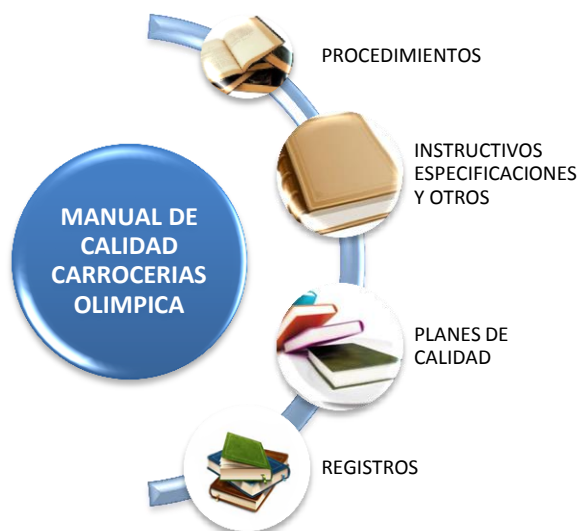 MANUAL DE
CALIDAD
CARROCERIAS
OLIMPICA
PROCEDIMIENTOS
INSTRUCTIVOS
ESPECIFICACIONES
Y OTROS
PLANES DE
CALIDAD
REGISTROS